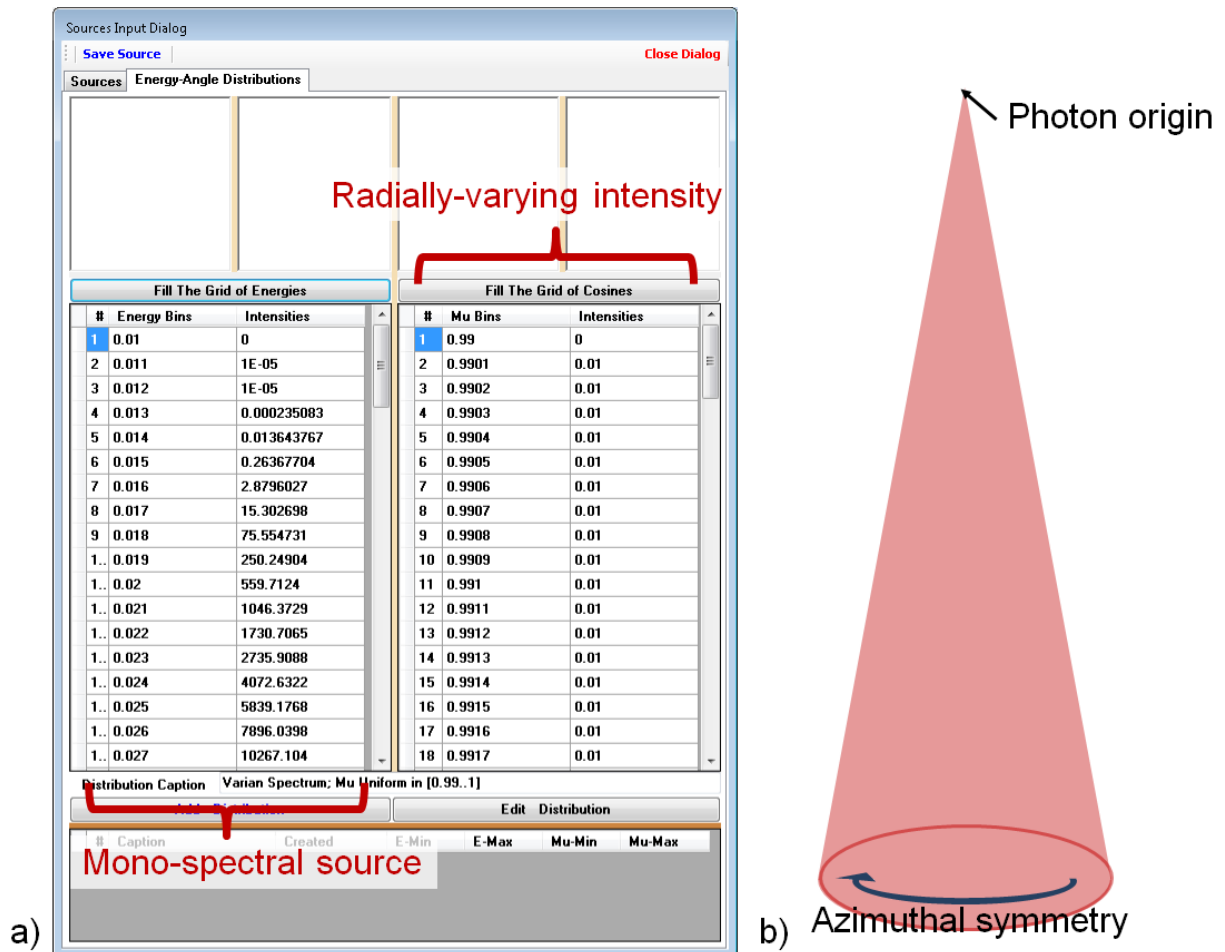 Sources Input Dialog
Save Source Close Dialog
Sources Energy-Angle Distributions
Radially-varying intensity
Fill The Grid of Energies Fill The Grid of Cosines
# Energy Bins Intensities # Mu Bins Intensities
1 0.01 0 1 0.99 0
2 0.011 1E-05 2 0.9901 0.01
3 0.012 1E-05 3 0.9902 0.01
4 0.013 0.000235083 4 0.9903 0.01
5 0.014 0.013643767 5 0.9904 0.01
6 0.015 0.26367704 6 0.9905 0.01
7 0.016 2.8796027 7 0.9906 0.01
8 0.017 15.302698 8 0.9907 0.01
9 0.018 75.554731 9 0.9908 0.01
1.. 0.019 250.24904 10 0.9909 0.01
1.. 0.02 559.7124 11 0.991 0.01
1.. 0.021 1046.3729 12 0.9911 0.01
1.. 0.022 1730.7065 13 0.9912 0.01
1.. 0.023 2735.9088 14 0.9913 0.01
1.. 0.024 4072.6322 15 0.9914 0.01
1.. 0.025 5839.1768 16 0.9915 0.01
1.. 0.026 7896.0398 17 0.9916 0.01
1.. 0.027 10267.104 18 0.9917 0.01
Distribution Caption Varian Spectrum; Mu Uniform in [0.99..1]
Add Distribution Edit Distribution
# Caption Created E-Min E-Max Mu-Min Mu-Max
Mono-spectral source
a)
Photon origin
Azimuthal symmetry
b)